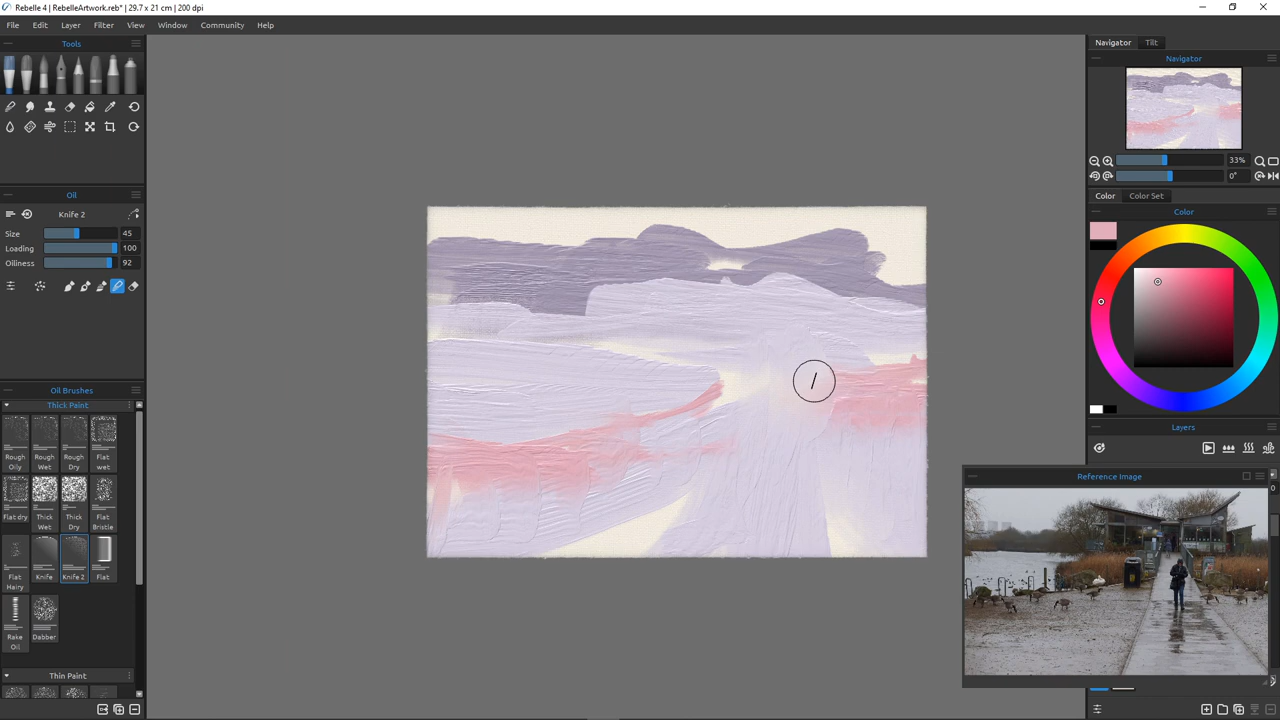 Rebelle 4 | RebelleArtwork.reb* | 29.7 x 21 cm | 200 dpi
File Edit Layer Filter View Window Community Help
Tools
Oil
Knife 2
Size 45
Loading 100
Oiliness 92
Oil Brushes
Thick Paint
Rough Oily
Rough Wet
Rough Dry
Flat wet
Flat dry
Thick Wet
Thick Dry
Flat Bristle
Flat Hairy
Knife
Knife 2
Flat
Rake Oil
Dabber
Thin Paint
Navigator Tilt
Navigator
33%
0°
Color Color Set
Color
Layers
Reference Image
0